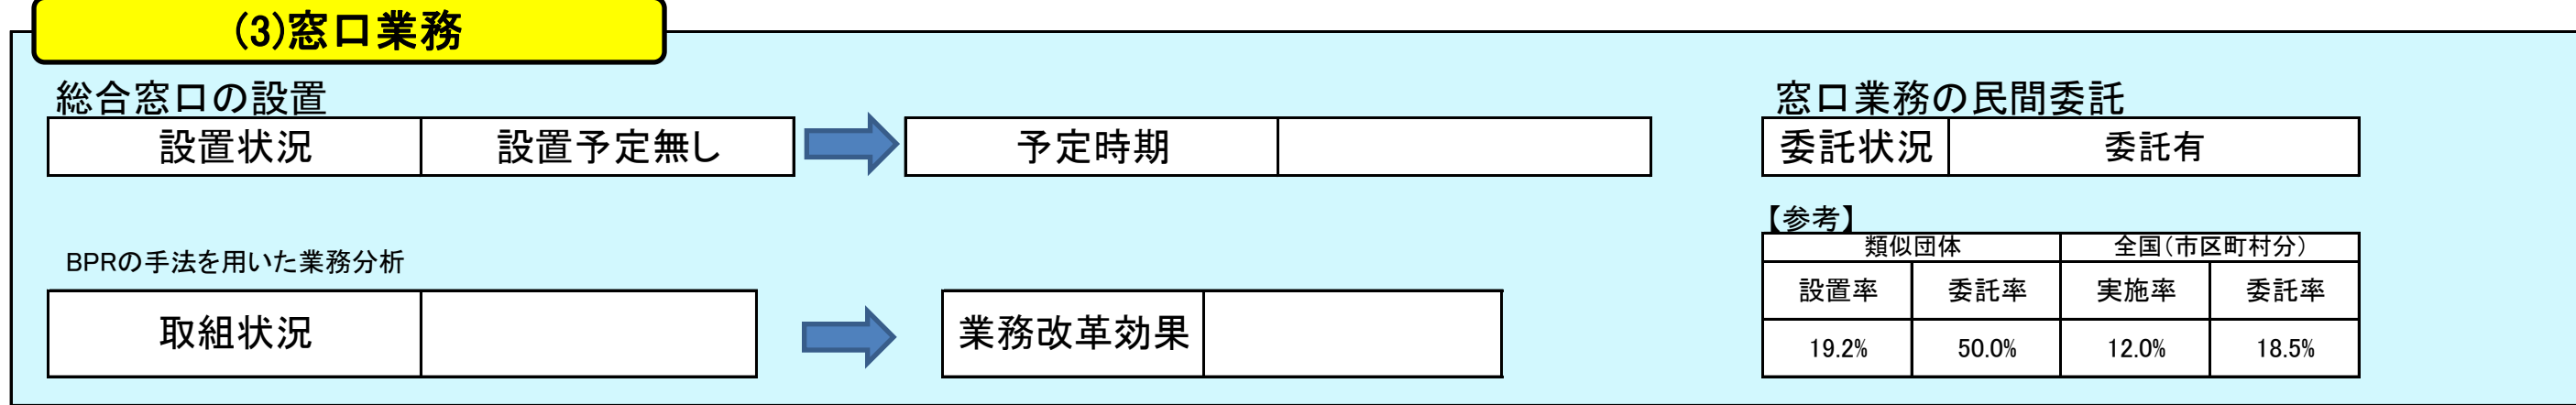 (3)窓口業務
総合窓口の設置
設置状況 設置予定無し 予定時期
BPRの手法を用いた業務分析
取組状況 業務改革効果
窓口業務の民間委託
委託状況 委託有
【参考】
類似団体 全国(市区町村分)
設置率 委託率 実施率 委託率
19.2% 50.0% 12.0% 18.5%